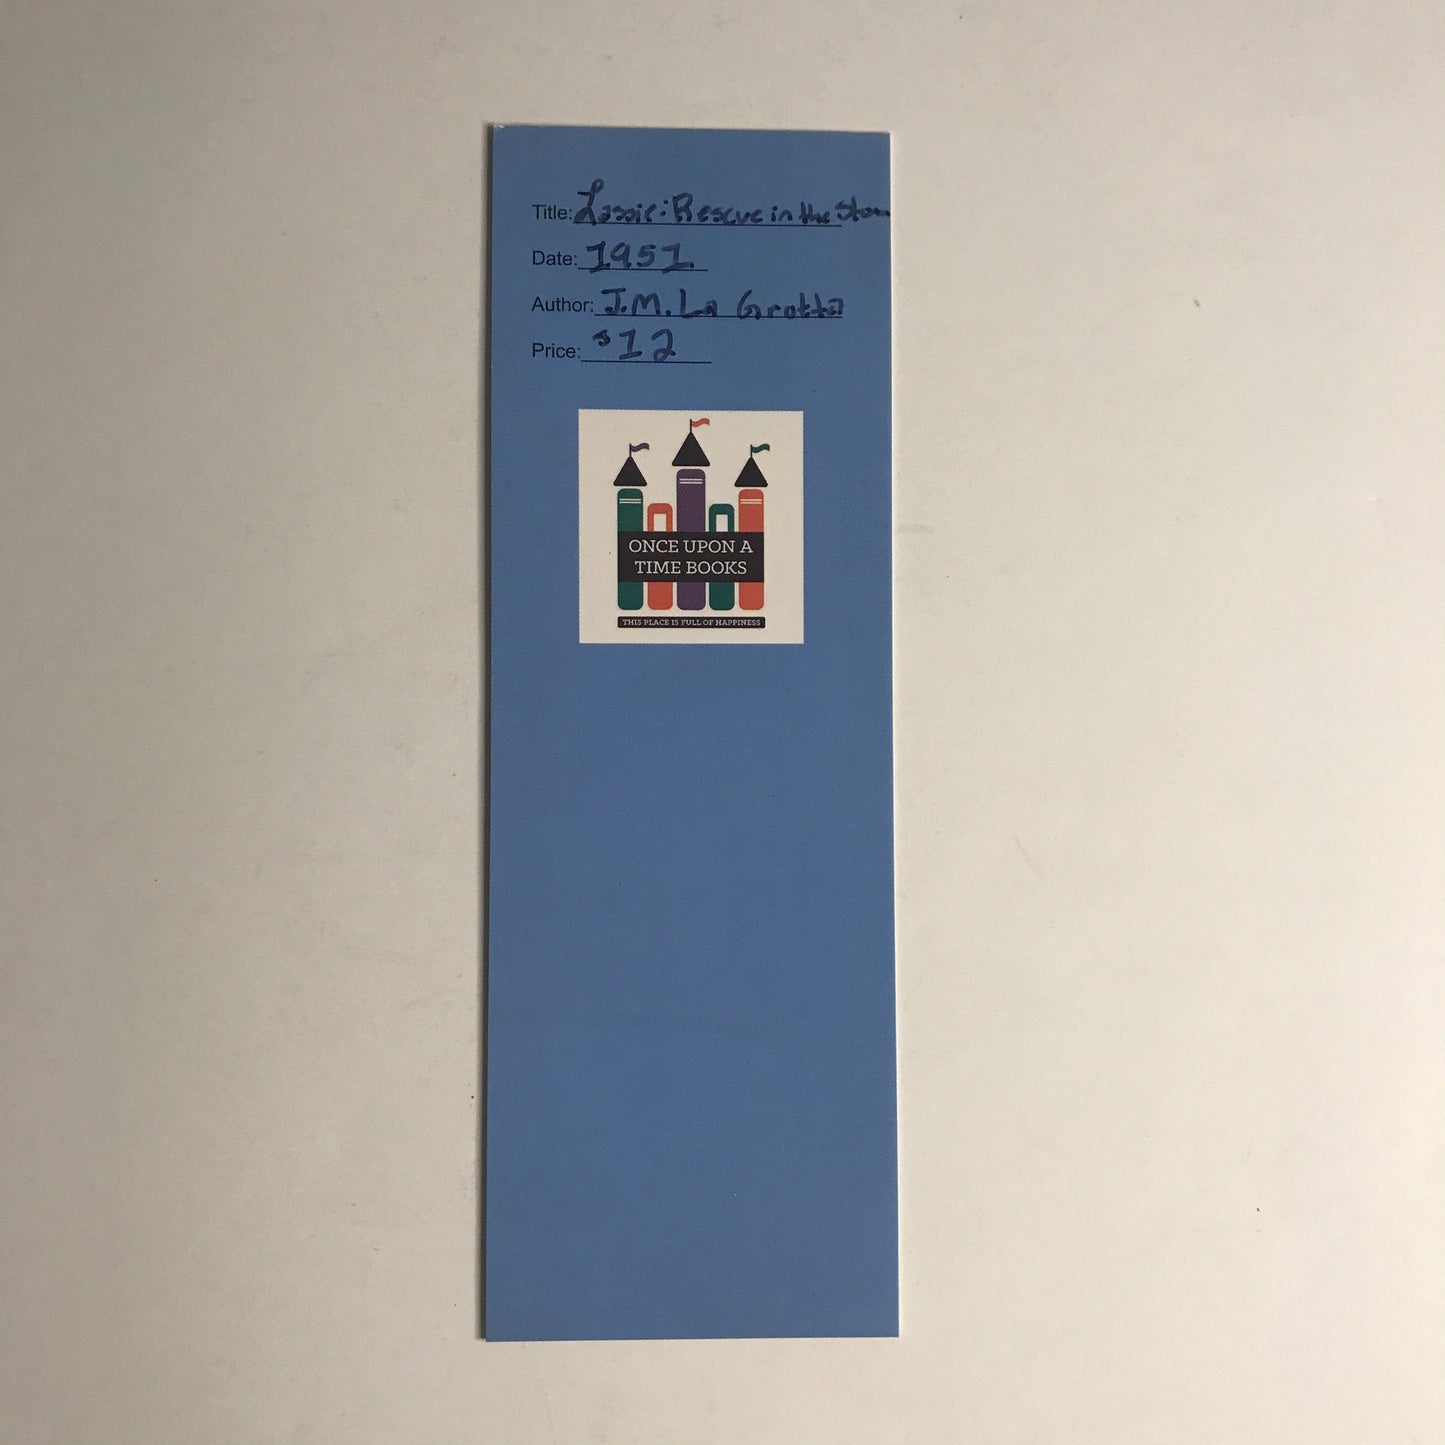 Title: Lassie: Rescue in the Storm
Date: 1951
Author: J.M. La Grotta
Price: $12
ONCE UPON A
TIME BOOKS
THIS PLACE IS FULL OF HAPPINESS